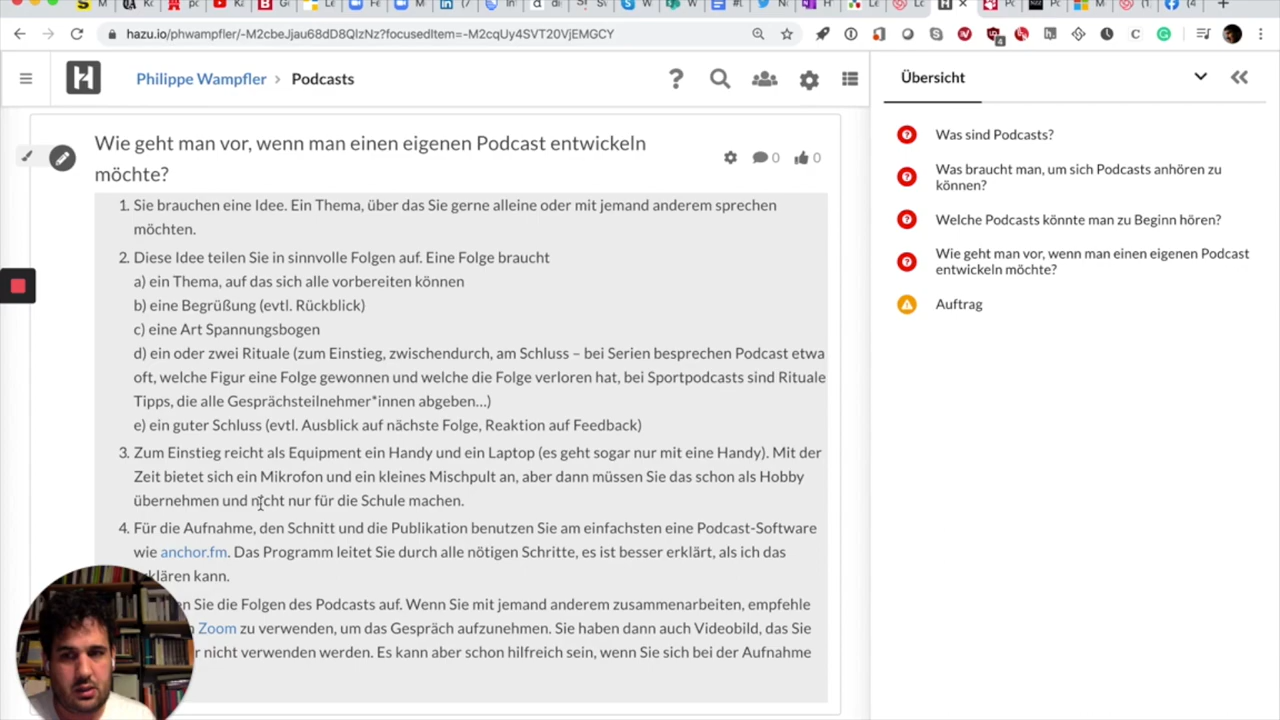 hazu.io/phwampfler/-M2cbeJjau68dD8QlzNz?focusedItem=-M2cqUy4SVT20VjEMGCY
Philippe Wampfler > Podcasts
Wie geht man vor, wenn man einen eigenen Podcast entwickeln
möchte?
0
0
1. Sie brauchen eine Idee. Ein Thema, über das Sie gerne alleine oder mit jemand anderem sprechen
möchten.
2. Diese Idee teilen Sie in sinnvolle Folgen auf. Eine Folge braucht
a) ein Thema, auf das sich alle vorbereiten können
b) eine Begrüßung (evtl. Rückblick)
c) eine Art Spannungsbogen
d) ein oder zwei Rituale (zum Einstieg, zwischendurch, am Schluss – bei Serien besprechen Podcast etwa
oft, welche Figur eine Folge gewonnen und welche die Folge verloren hat, bei Sportpodcasts sind Rituale
Tipps, die alle Gesprächsteilnehmer*innen abgeben...)
e) ein guter Schluss (evtl. Ausblick auf nächste Folge, Reaktion auf Feedback)
3. Zum Einstieg reicht als Equipment ein Handy und ein Laptop (es geht sogar nur mit eine Handy). Mit der
Zeit bietet sich ein Mikrofon und ein kleines Mischpult an, aber dann müssen Sie das schon als Hobby
übernehmen und nicht nur für die Schule machen.
4. Für die Aufnahme, den Schnitt und die Publikation benutzen Sie am einfachsten eine Podcast-Software
wie anchor.fm. Das Programm leitet Sie durch alle nötigen Schritte, es ist besser erklärt, als ich das
klären kann.
Sie die Folgen des Podcasts auf. Wenn Sie mit jemand anderem zusammenarbeiten, empfehle
Zoom zu verwenden, um das Gespräch aufzunehmen. Sie haben dann auch Videobild, das Sie
nicht verwenden werden. Es kann aber schon hilfreich sein, wenn Sie sich bei der Aufnahme
Übersicht
Was sind Podcasts?
Was braucht man, um sich Podcasts anhören zu
können?
Welche Podcasts könnte man zu Beginn hören?
Wie geht man vor, wenn man einen eigenen Podcast
entwickeln möchte?
Auftrag